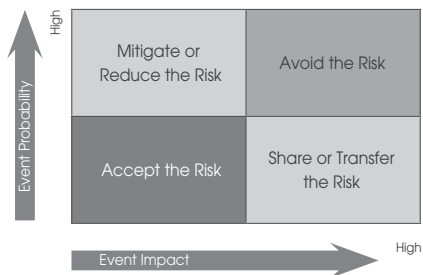 High
Event Probability
Mitigate or
Reduce the Risk
Avoid the Risk
Accept the Risk
Share or Transfer
the Risk
High
Event Impact